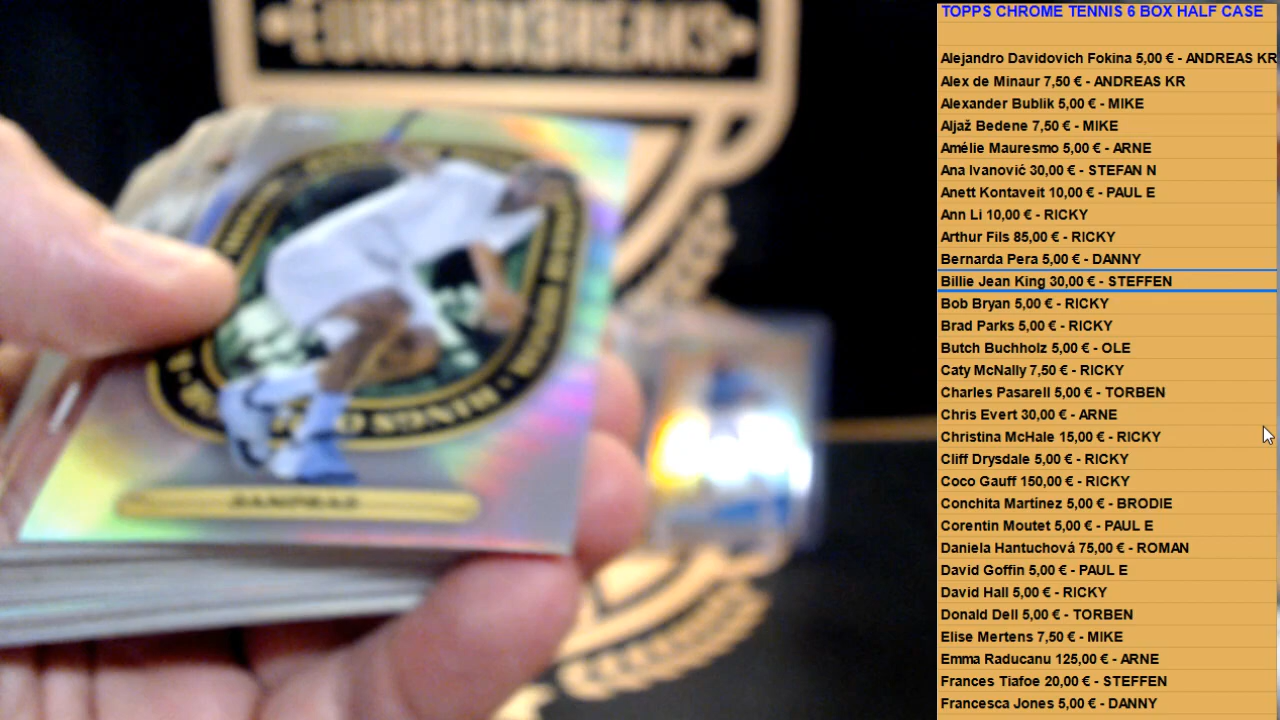 EUROBOXBREAKS
SAMPRAS
TOPPS CHROME TENNIS 6 BOX HALF CASE
Alejandro Davidovich Fokina 5,00 € - ANDREAS KR
Alex de Minaur 7,50 € - ANDREAS KR
Alexander Bublik 5,00 € - MIKE
Aljaž Bedene 7,50 € - MIKE
Amélie Mauresmo 5,00 € - ARNE
Ana Ivanović 30,00 € - STEFAN N
Anett Kontaveit 10,00 € - PAUL E
Ann Li 10,00 € - RICKY
Arthur Fils 85,00 € - RICKY
Bernarda Pera 5,00 € - DANNY
Billie Jean King 30,00 € - STEFFEN
Bob Bryan 5,00 € - RICKY
Brad Parks 5,00 € - RICKY
Butch Buchholz 5,00 € - OLE
Caty McNally 7,50 € - RICKY
Charles Pasarell 5,00 € - TORBEN
Chris Evert 30,00 € - ARNE
Christina McHale 15,00 € - RICKY
Cliff Drysdale 5,00 € - RICKY
Coco Gauff 150,00 € - RICKY
Conchita Martínez 5,00 € - BRODIE
Corentin Moutet 5,00 € - PAUL E
Daniela Hantuchová 75,00 € - ROMAN
David Goffin 5,00 € - PAUL E
David Hall 5,00 € - RICKY
Donald Dell 5,00 € - TORBEN
Elise Mertens 7,50 € - MIKE
Emma Raducanu 125,00 € - ARNE
Frances Tiafoe 20,00 € - STEFFEN
Francesca Jones 5,00 € - DANNY